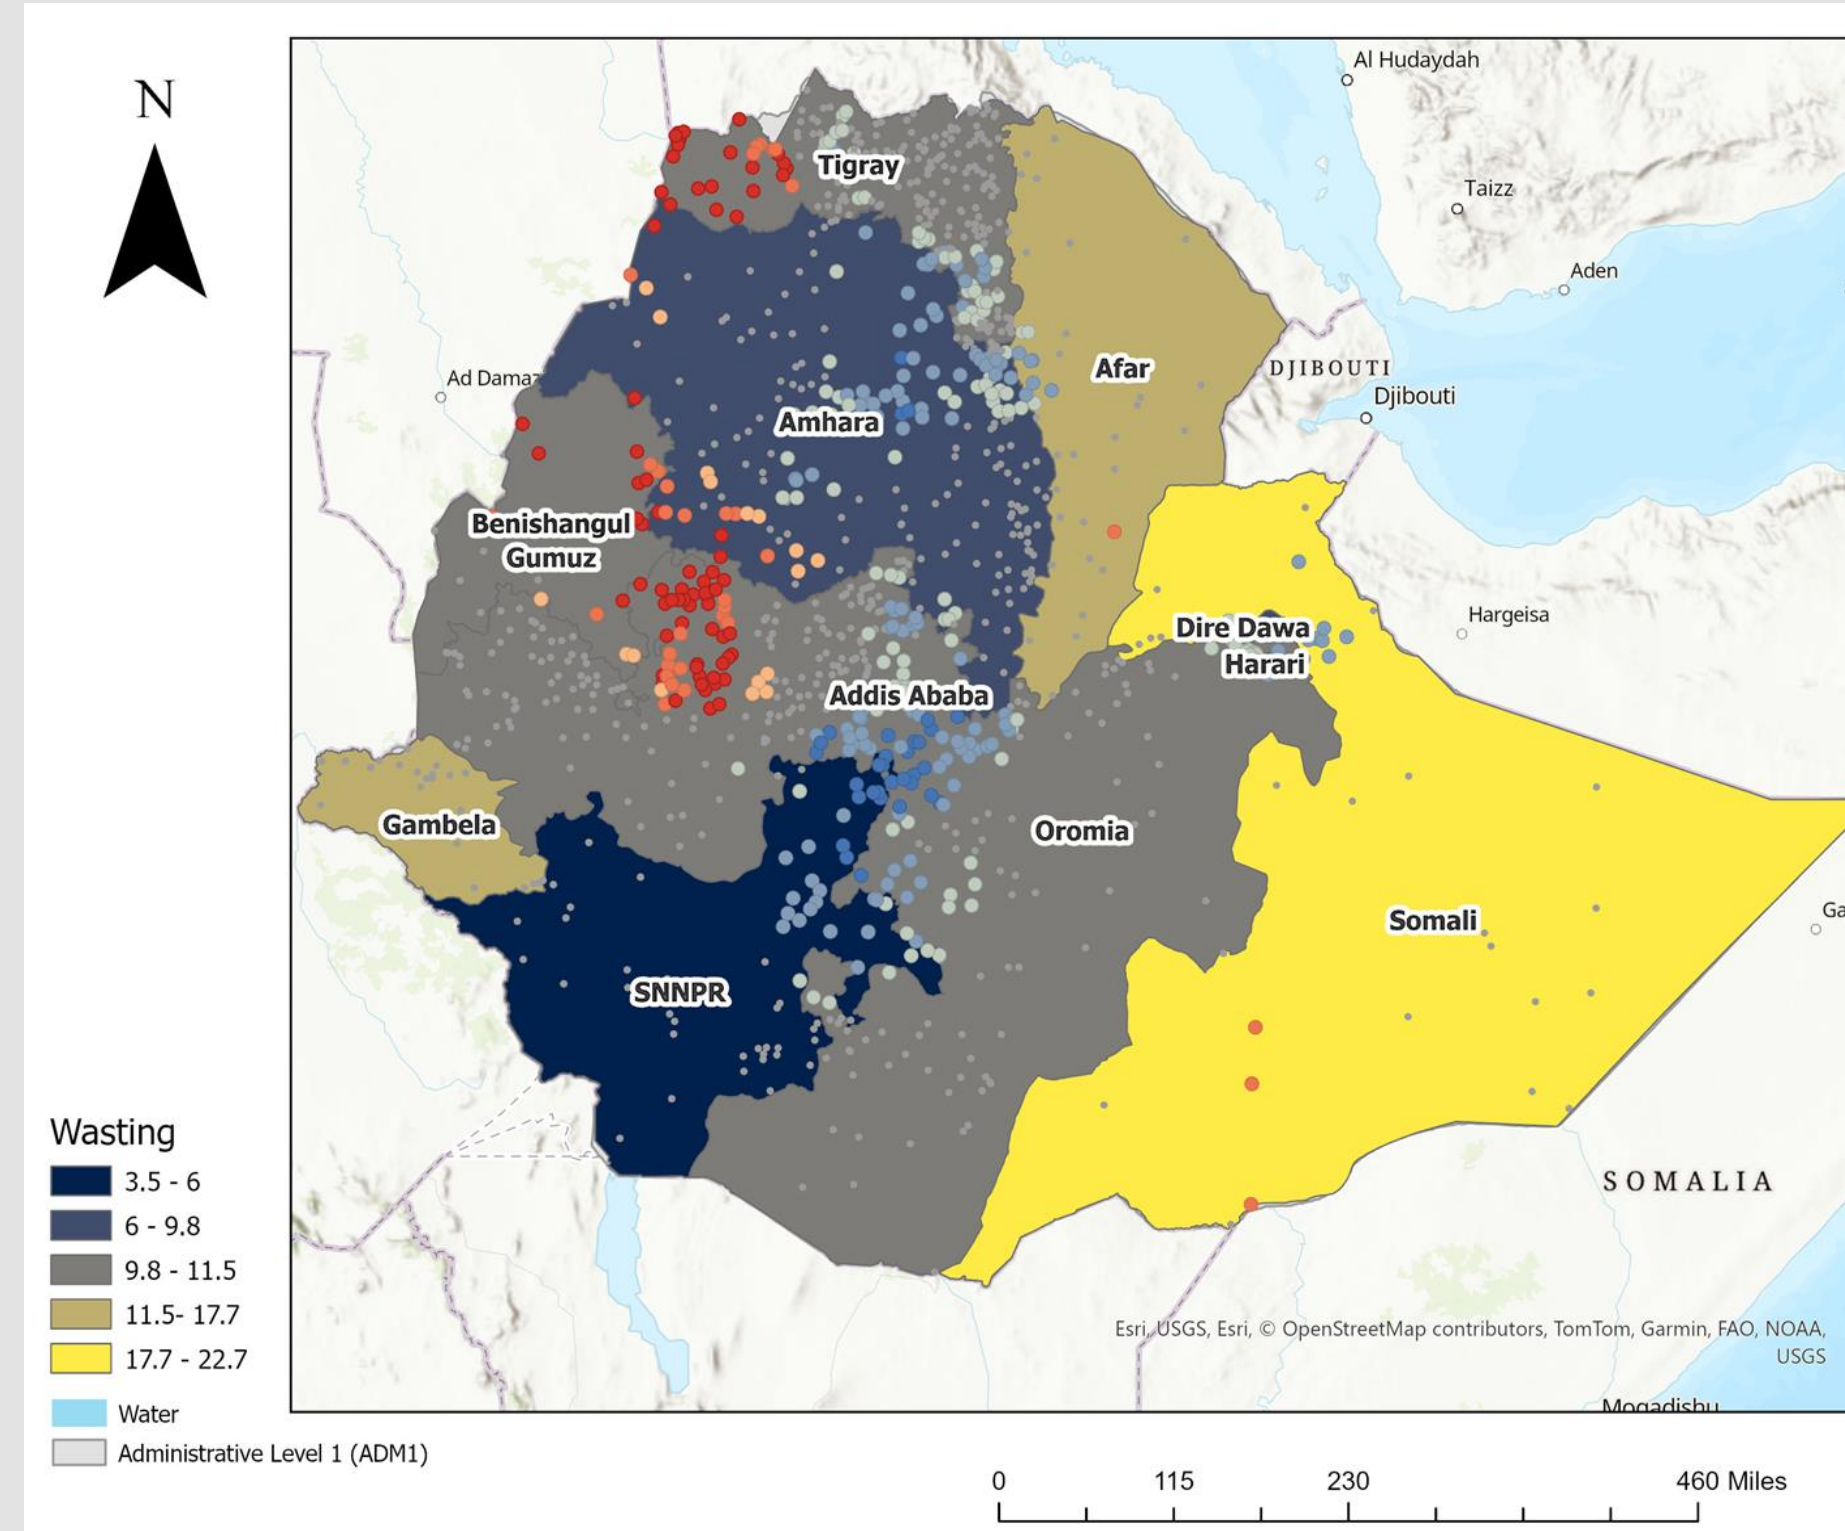 N
Al Hudaydah
Taizz
Aden
Tigray
Ad Damaz
Afar
DJIBOUTI
Djibouti
Amhara
Benishangul
Gumuz
Hargeisa
Dire Dawa
Harari
Addis Ababa
Gambela
Oromia
Somali
Ga
SNNPR
SOMALIA
Wasting
3.5 - 6
6 - 9.8
9.8 - 11.5
11.5- 17.7
17.7 - 22.7
Water
Administrative Level 1 (ADM1)
Esri, USGS, Esri, © OpenStreetMap contributors, TomTom, Garmin, FAO, NOAA,
USGS
Mogadishu
0 115 230 460 Miles